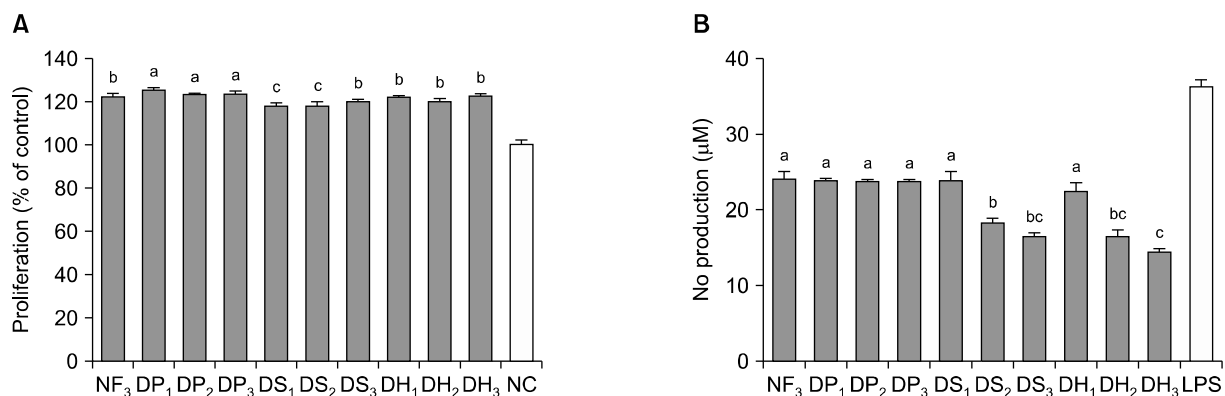 A
Proliferation (% of control)
140
120
100
80
60
40
20
0
b a a a c c b b b b
NF₃ DP₁ DP₂ DP₃ DS₁ DS₂ DS₃ DH₁ DH₂ DH₃ NC
B
No production (μM)
40
30
20
10
0
a a a a a b bc a bc c
NF₃ DP₁ DP₂ DP₃ DS₁ DS₂ DS₃ DH₁ DH₂ DH₃ LPS